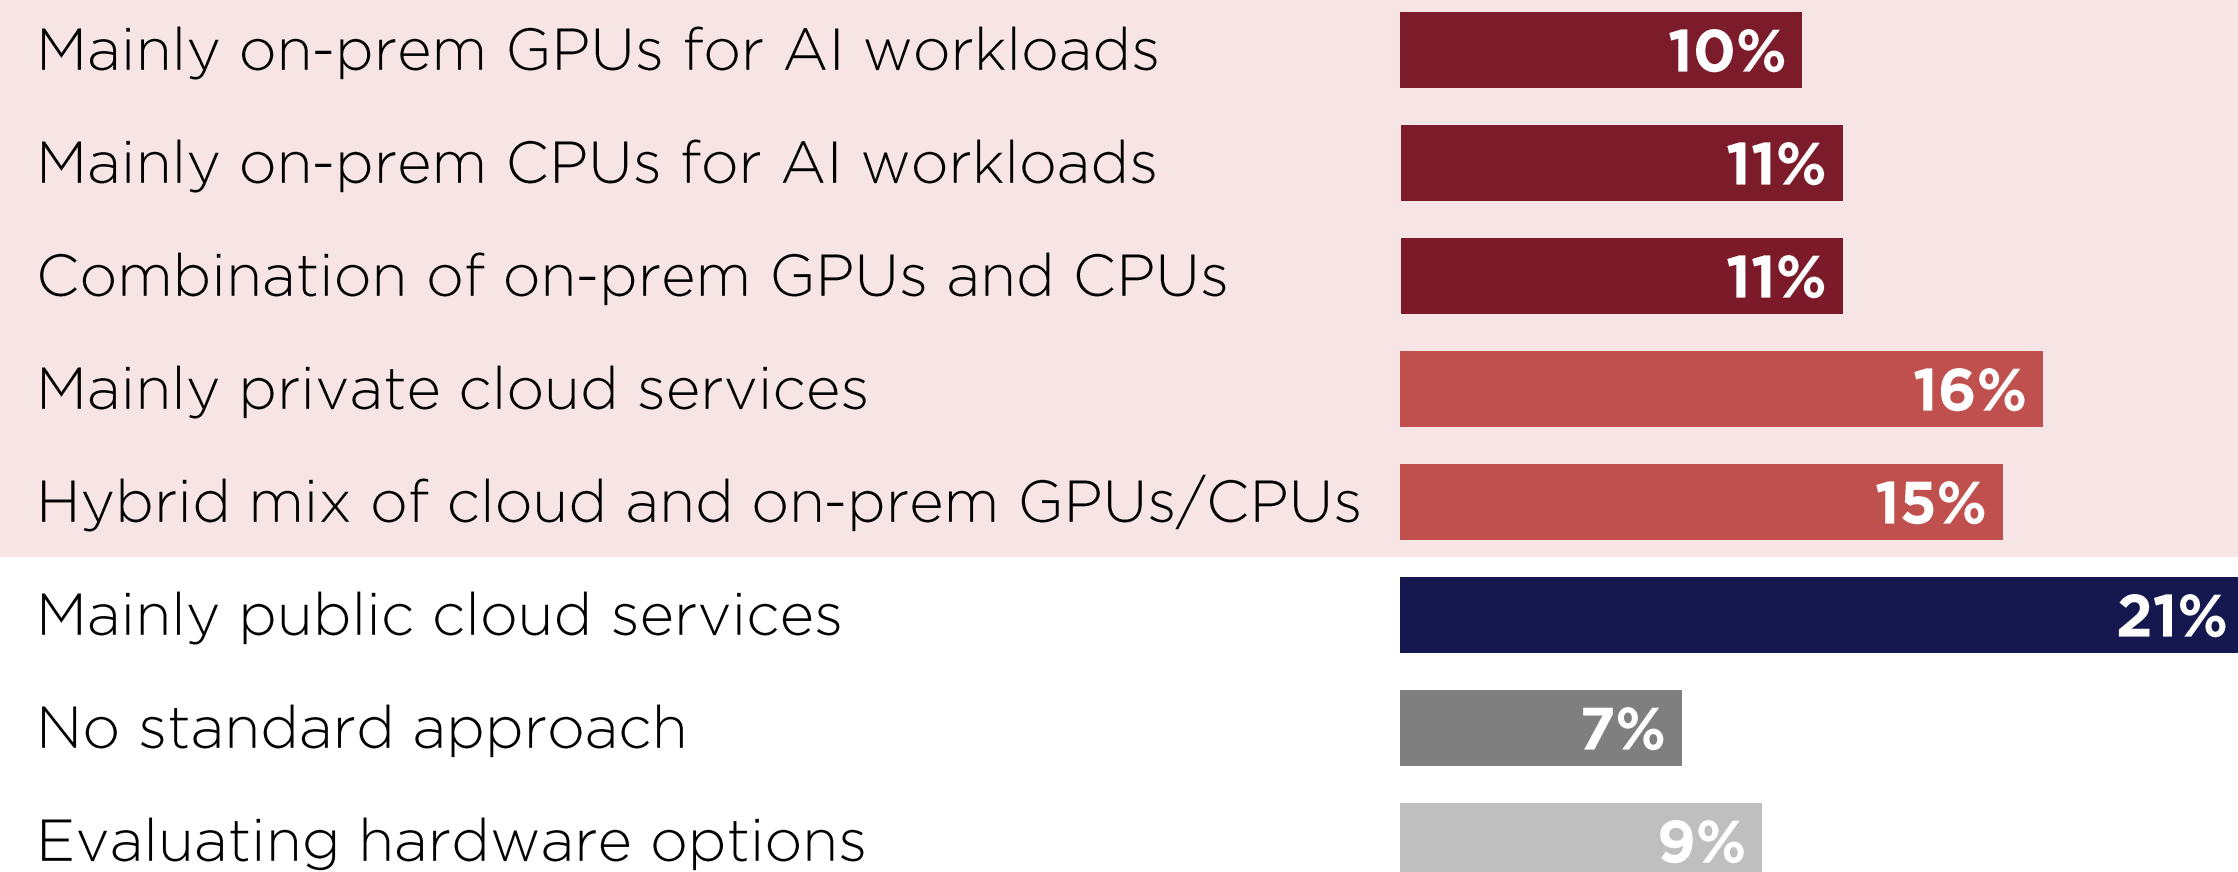 Mainly on-prem GPUs for AI workloads 10%
Mainly on-prem CPUs for AI workloads 11%
Combination of on-prem GPUs and CPUs 11%
Mainly private cloud services 16%
Hybrid mix of cloud and on-prem GPUs/CPUs 15%
Mainly public cloud services 21%
No standard approach 7%
Evaluating hardware options 9%